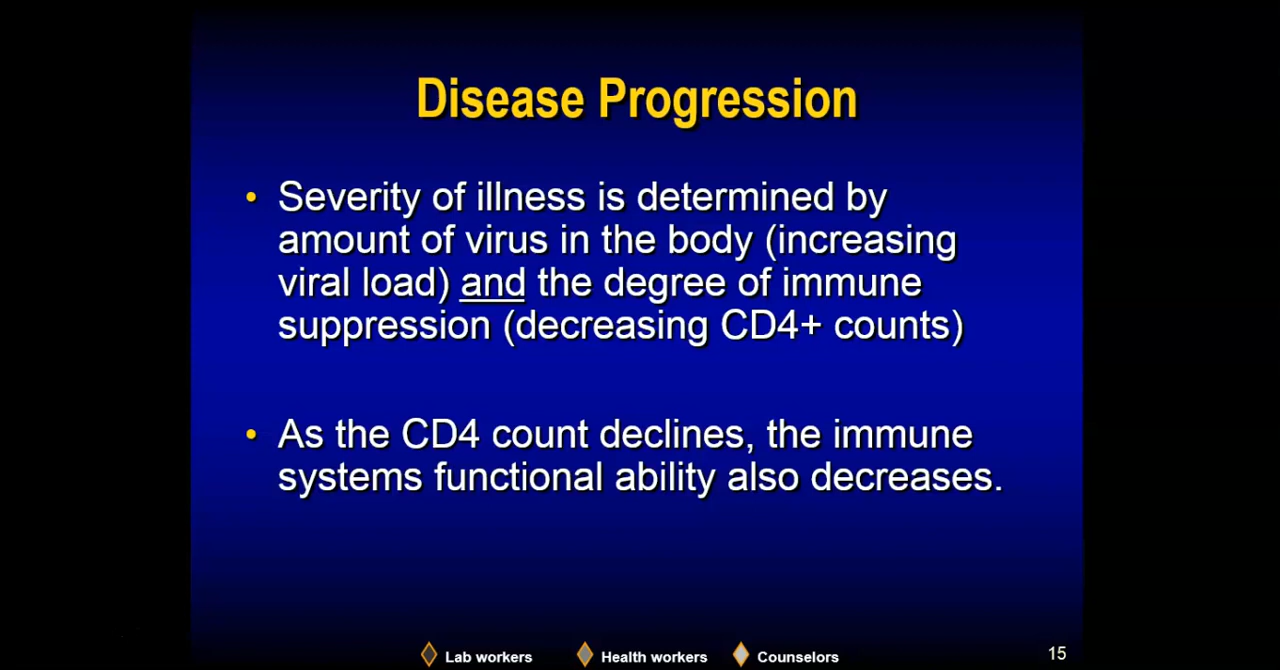 Disease Progression
• Severity of illness is determined by
amount of virus in the body (increasing
viral load) and the degree of immune
suppression (decreasing CD4+ counts)
• As the CD4 count declines, the immune
systems functional ability also decreases.
Lab workers Health workers Counselors 15